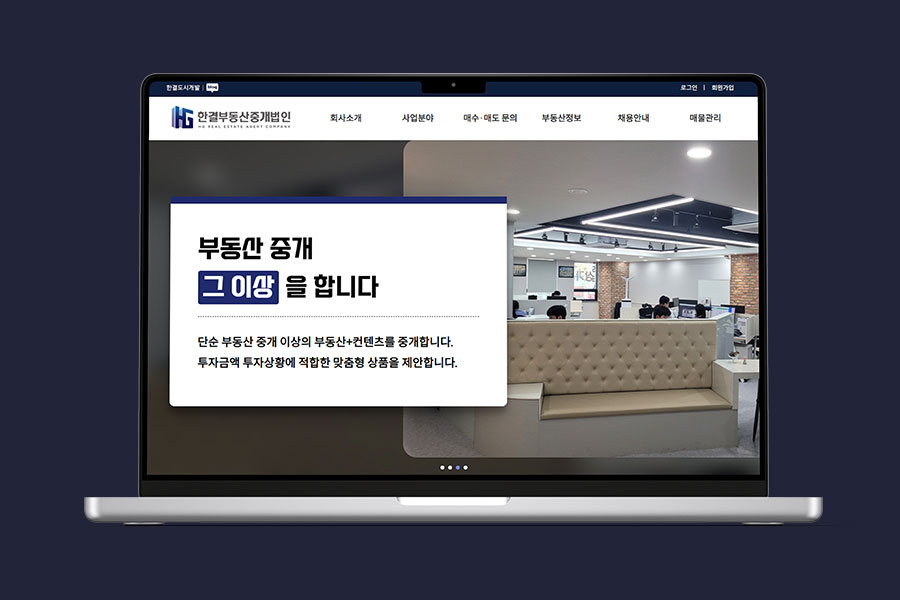 한결도시개발 | blog
로그인 | 회원가입
HG 한결부동산중개법인
HG REAL ESTATE AGENT COMPANY
회사소개 사업분야 매수·매도 문의 부동산정보 채용안내 매물관리
부동산 중개
그 이상을 합니다
단순 부동산 중개 이상의 부동산+컨텐츠를 중개합니다.
투자금액 투자상황에 적합한 맞춤형 상품을 제안합니다.